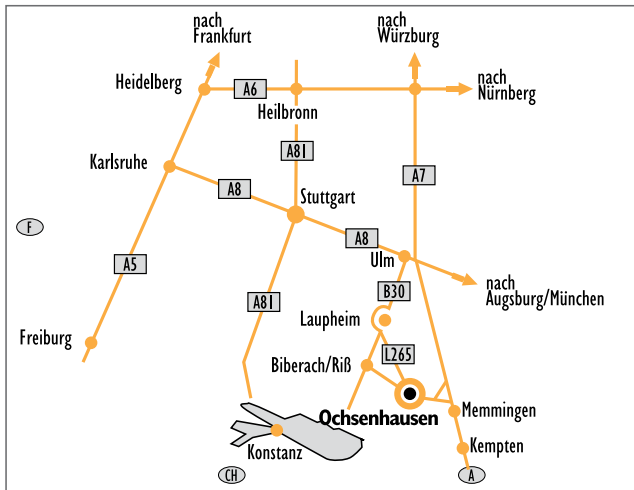 nach
Frankfurt
nach
Würzburg
Heidelberg
A6
Heilbronn
nach
Nürnberg
A81
Karlsruhe
A8
A7
Stuttgart
F
A8
Ulm
A5
B30
nach
Augsburg/München
A81
Laupheim
Freiburg
Biberach/Riß
L265
Ochsenhausen
Memmingen
Konstanz
Kempten
CH
A